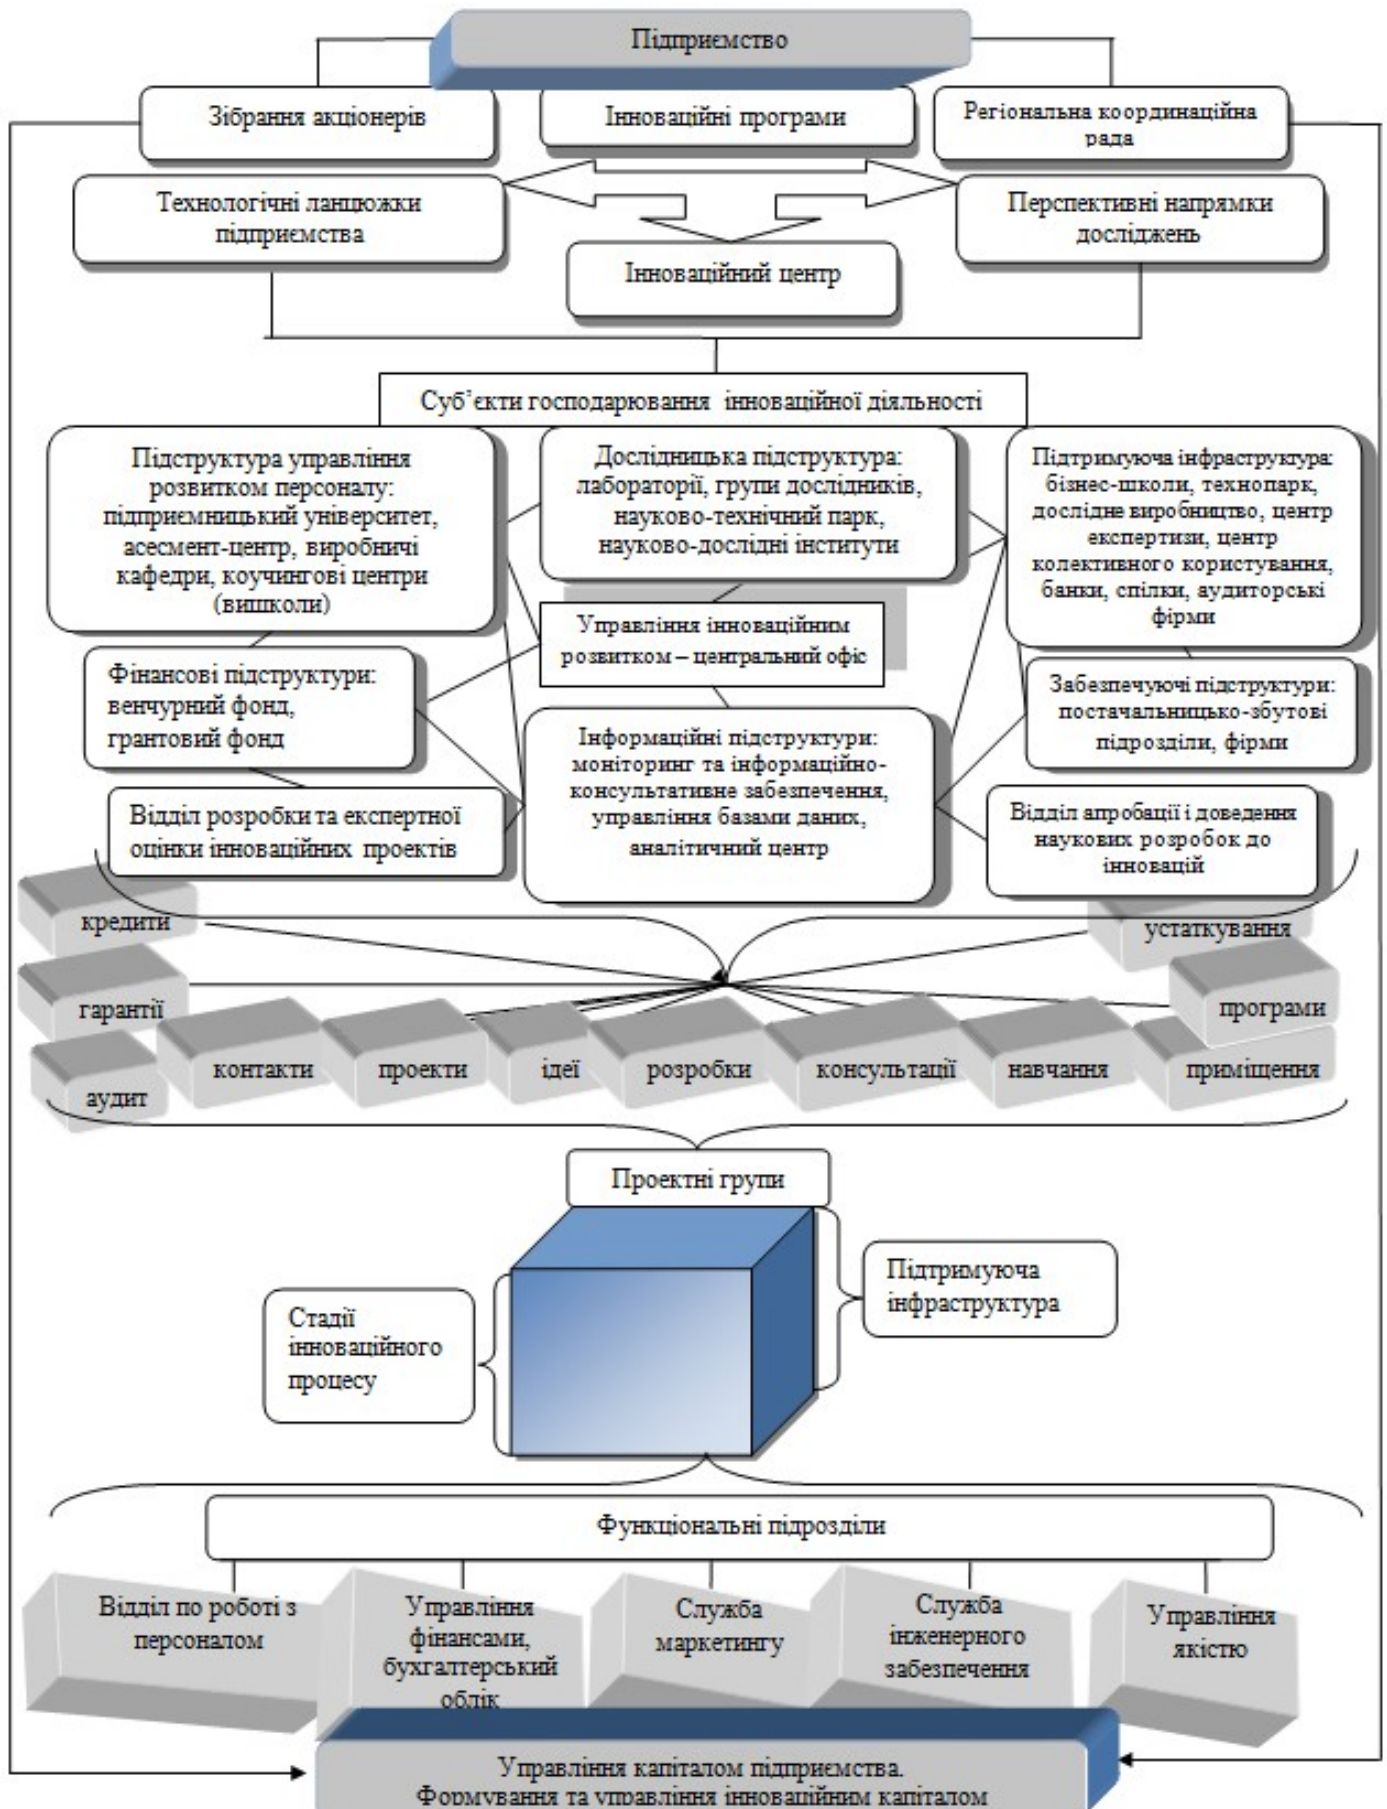 Підприємство
Зібрання акціонерів
Інноваційні програми
Регіональна координаційна
рада
Технологічні ланцюжки
підприємства
Перспективні напрямки
досліджень
Інноваційний центр
Суб’єкти господарювання інноваційної діяльності
Підструктура управління
розвитком персоналу:
підприємницький університет,
асесмент-центр, виробничі
кафедри, коучингові центри
(вишколи)
Дослідницька підструктура:
лабораторії, групи дослідників,
науково-технічний парк,
науково-дослідні інститути
Підтримуюча інфраструктура:
бізнес-школи, технопарк,
дослідне виробництво, центр
експертизи, центр
колективного користування,
банки, спілки, аудиторські
фірми
Управління інноваційним
розвитком – центральний офіс
Фінансові підструктури:
венчурний фонд,
грантовий фонд
Забезпечуючі підструктури:
постачальницько-збутові
підрозділи, фірми
Інформаційні підструктури:
моніторинг та інформаційно-
консультативне забезпечення,
управління базами даних,
аналітичний центр
Відділ розробки та експертної
оцінки інноваційних проектів
Відділ апробації і доведення
наукових розробок до
інновацій
кредити
устаткування
гарантії
програми
аудит
контакти
проекти
ідеї
розробки
консультації
навчання
приміщення
Проектні групи
Підтримуюча
інфраструктура
Стадії
інноваційного
процесу
Функціональні підрозділи
Відділ по роботі з
персоналом
Управління
фінансами,
бухгалтерський
облік
Служба
маркетингу
Служба
інженерного
забезпечення
Управління
якістю
Управління капіталом підприємства.
Формування та управління інноваційним капіталом